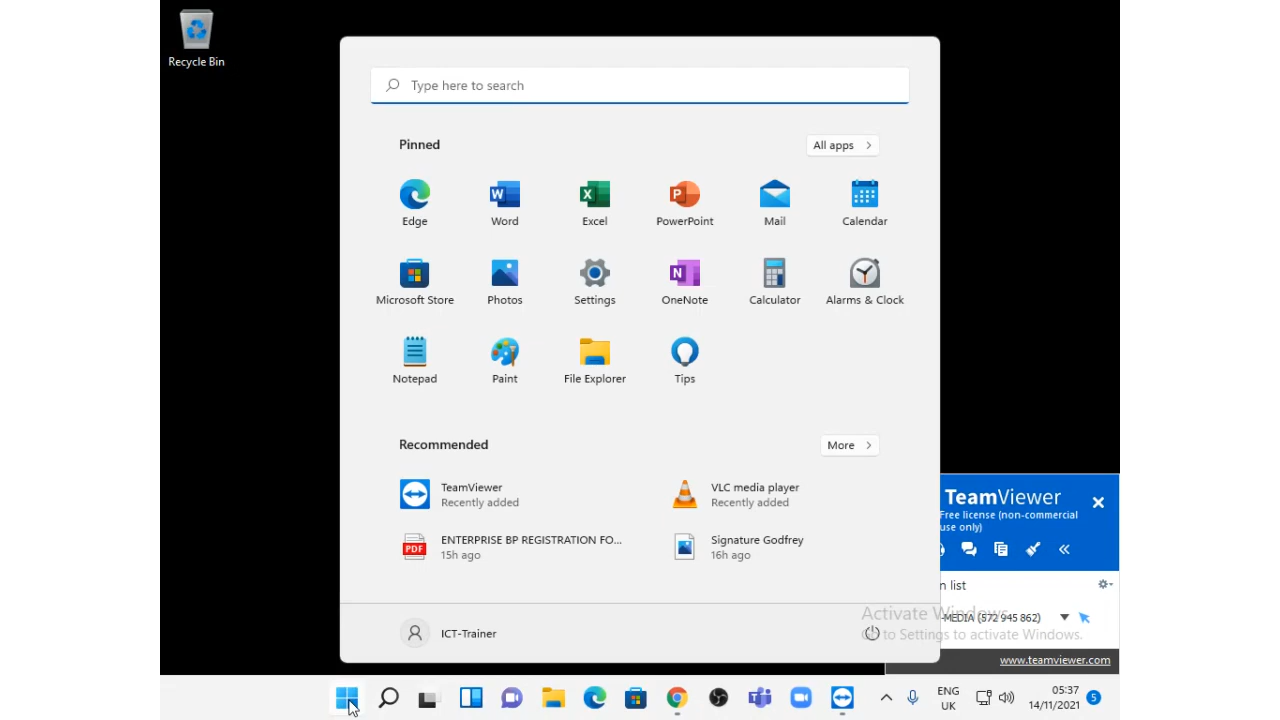 Recycle Bin
Type here to search
Pinned
All apps
Edge
Word
Excel
PowerPoint
Mail
Calendar
Microsoft Store
Photos
Settings
OneNote
Calculator
Alarms & Clock
Notepad
Paint
File Explorer
Tips
Recommended
More
TeamViewer
Recently added
VLC media player
Recently added
PDF
ENTERPRISE BP REGISTRATION FO...
15h ago
Signature Godfrey
16h ago
ICT-Trainer
TeamViewer
Free license (non-commercial
use only)
n list
-MEDIA (572 945 862)
Activate Windows
Go to Settings to activate Windows.
www.teamviewer.com
ENG
UK
05:37
14/11/2021
5